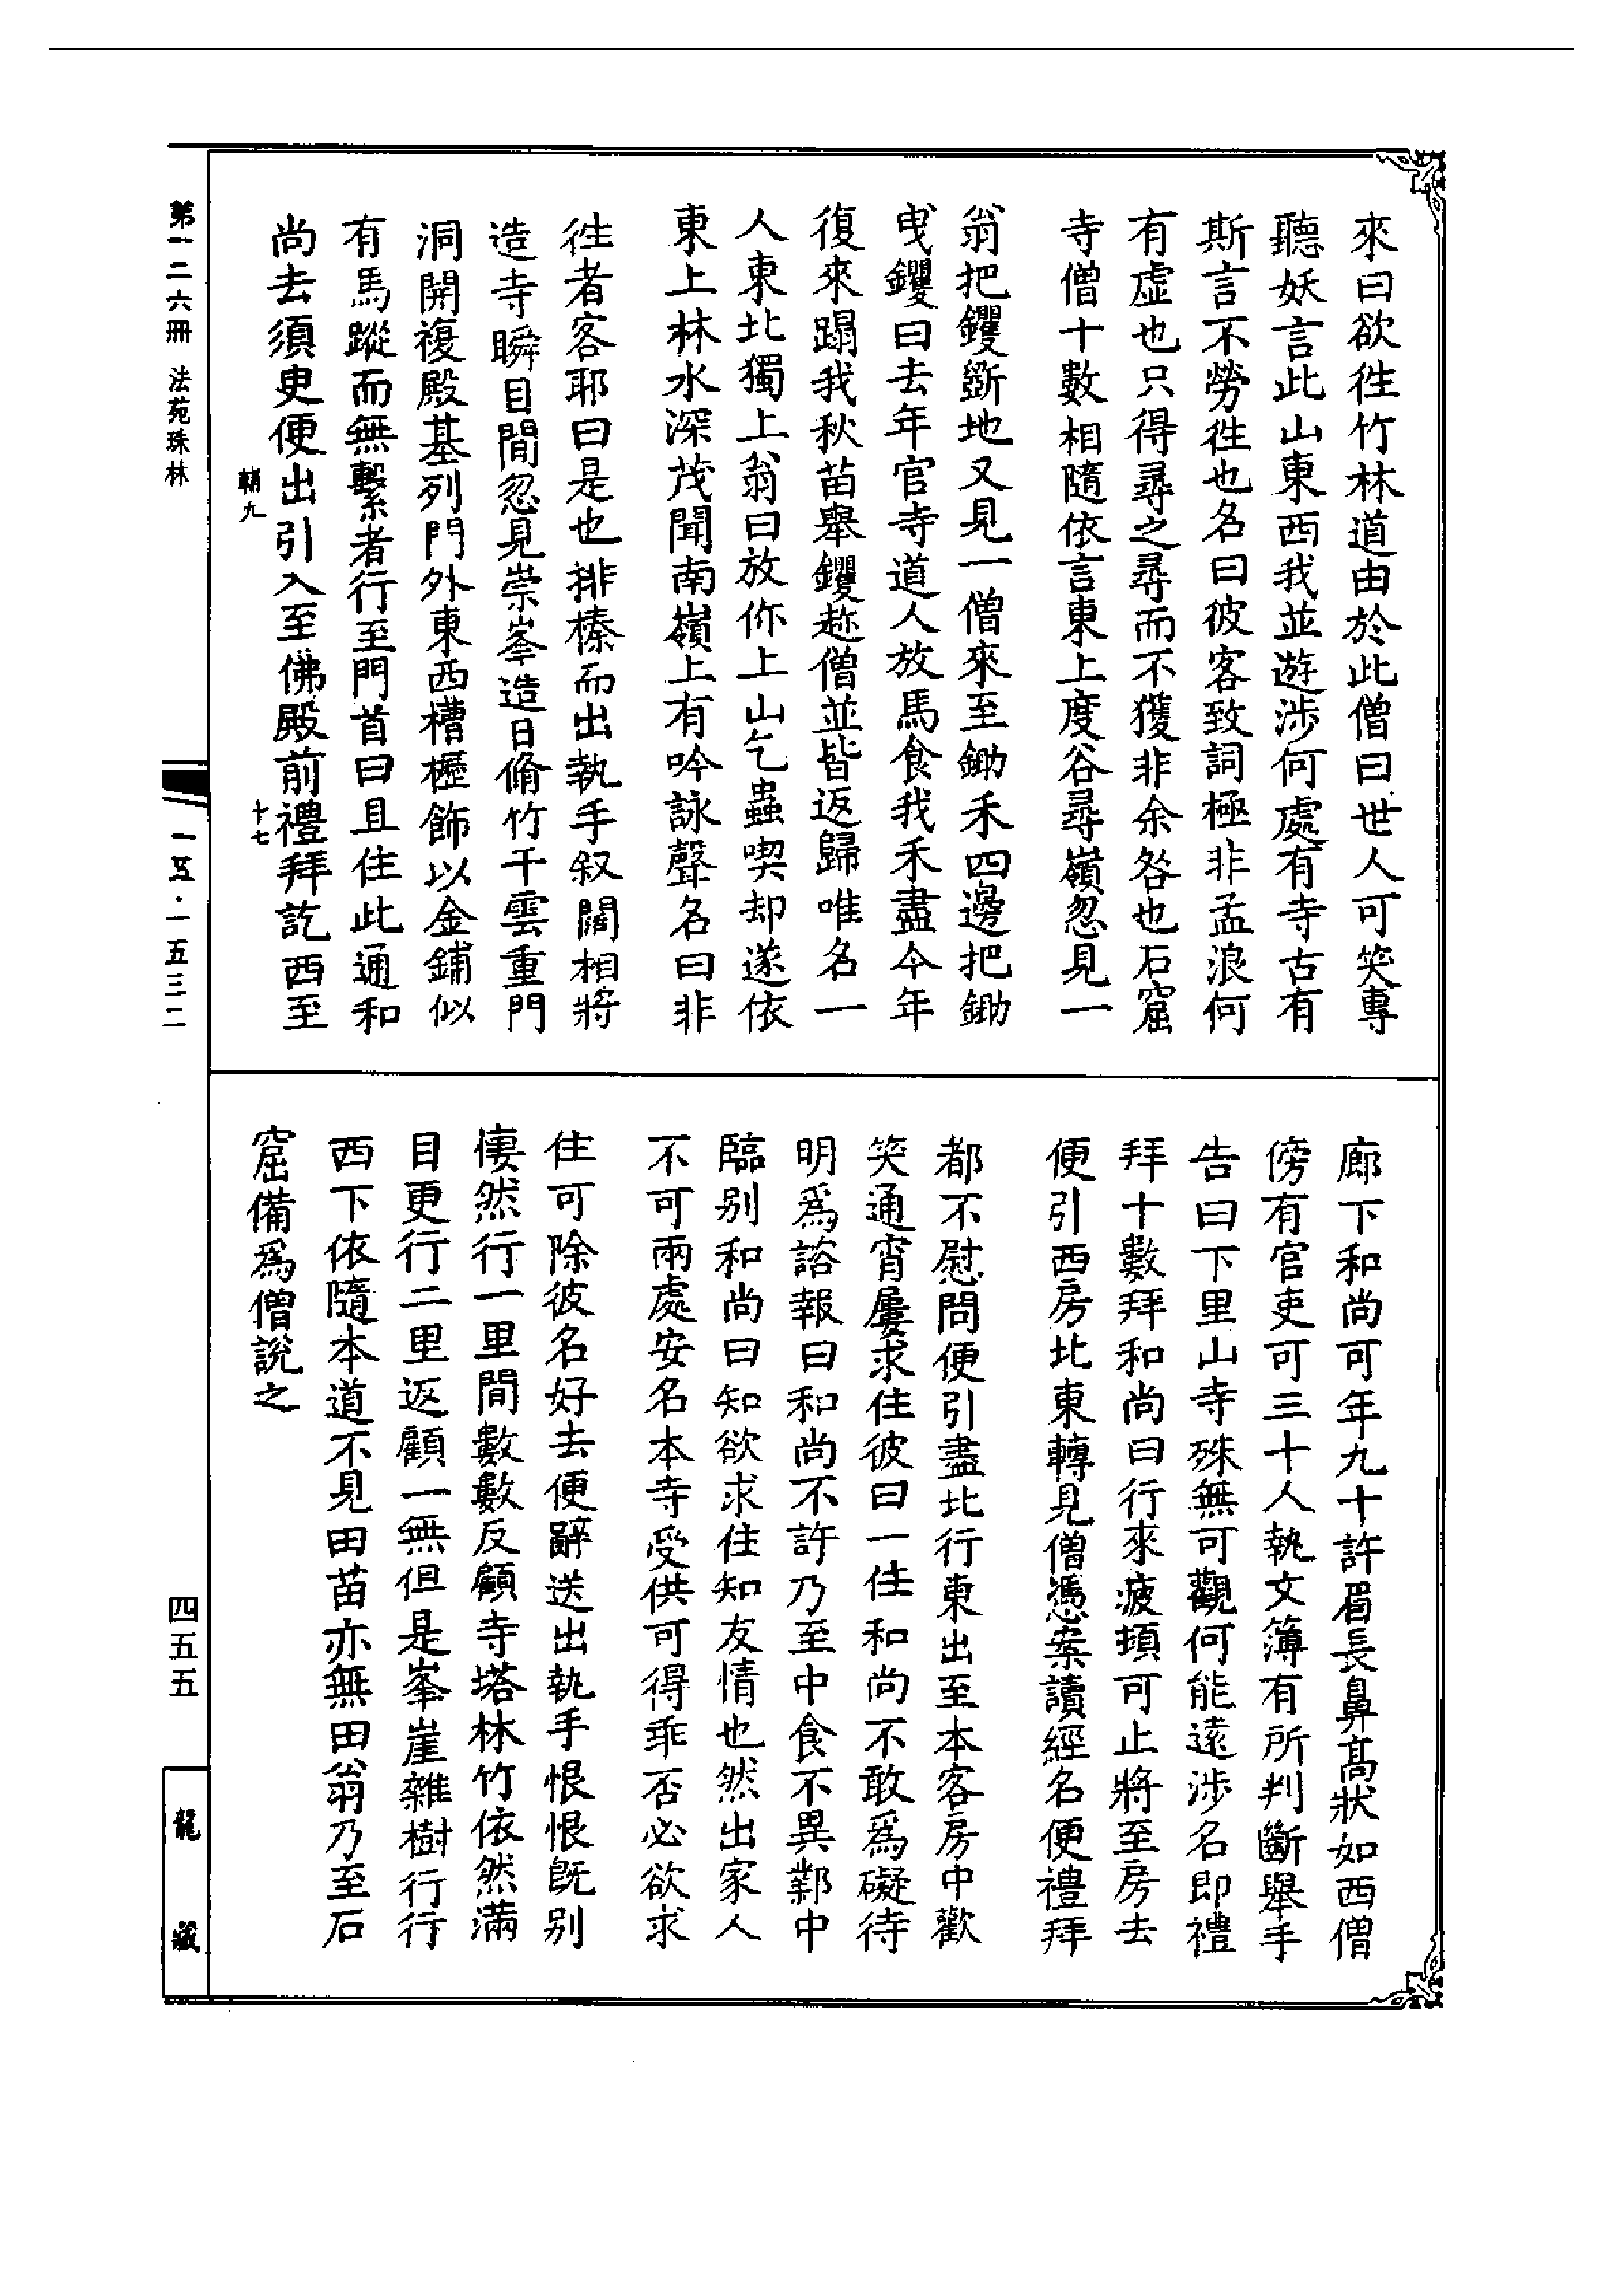 來曰欲徃竹林道由於此僧曰世人可笑專
聽妖言此山東西我並遊涉何處有寺古有
斯言不勞徃也名曰彼客致詞極非孟浪何
有虛也只得尋之尋而不獲非余咎也石窟
寺僧十數相隨依言東上度谷尋嶺忽見一
翁把钁斵地又見一僧來至鋤禾四邊把鋤
曵钁曰去年官寺道人放馬食我禾盡今年
復來蹋我秋苗舉钁趂僧並皆返歸唯名一
人東北獨上翁曰放你上山乞蟲喫却遂依
東上林水深茂聞南嶺上有吟詠聲名曰非
徃者客耶曰是也排榛而出執手叙闊相將
造寺瞬目間忽見崇峯造日脩竹干雲重門
洞開複殿基列門外東西槽櫪飾以金鋪似
有馬蹤而無繫者行至門首曰且住此通和
尚去須臾便出引入至佛殿前禮拜訖西至
廊下和尚可年九十許眉長鼻髙狀如西僧
傍有官吏可三十人執文簿有所判斷舉手
告曰下里山寺殊無可觀何能遠涉名即禮
拜十數拜和尚曰行來疲頓可止將至房去
便引西房北東轉見僧憑案讀經名便禮拜
都不慰問便引盡北行東出至本客房中歡
笑通宵屢求住彼曰一住和尚不敢爲礙待
明爲諮報曰和尚不許乃至中食不異鄴中
臨别和尚曰知欲求住知友情也然出家人
不可兩處安名本寺受供可得乖否必欲求
住可除彼名好去便辭送出執手恨恨旣别
悽然行一里間數數反顧寺塔林竹依然滿
目更行二里返顧一無但是峯崖雜樹行行
西下依隨本道不見田苗亦無田翁乃至石
窟備爲僧說之
輔九
十七
第一二六冊 法苑珠林
一五·一五三二
四五五
龍藏